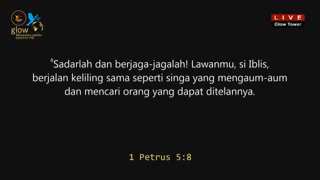 glow
LIVE
Glow Tower
⁸Sadarlah dan berjaga-jagalah! Lawanmu, si Iblis,
berjalan keliling sama seperti singa yang mengaum-aum
dan mencari orang yang dapat ditelannya.
1 Petrus 5:8